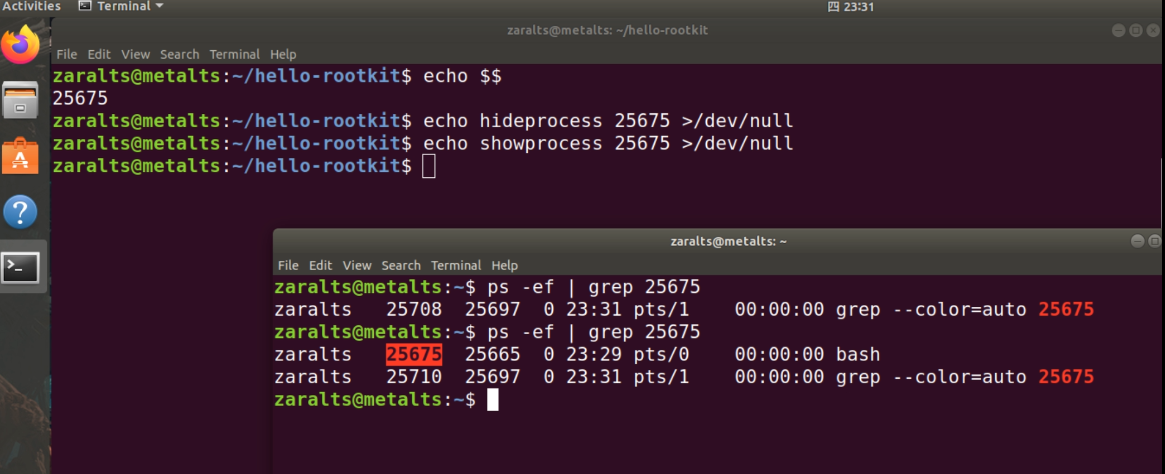 Activities Terminal 四 23:31
zaralts@metalts: ~/hello-rootkit
File Edit View Search Terminal Help
zaralts@metalts:~/hello-rootkit$ echo $$
25675
zaralts@metalts:~/hello-rootkit$ echo hideprocess 25675 >/dev/null
zaralts@metalts:~/hello-rootkit$ echo showprocess 25675 >/dev/null
zaralts@metalts:~/hello-rootkit$
zaralts@metalts: ~
File Edit View Search Terminal Help
zaralts@metalts:~$ ps -ef | grep 25675
zaralts 25708 25697 0 23:31 pts/1 00:00:00 grep --color=auto 25675
zaralts@metalts:~$ ps -ef | grep 25675
zaralts 25675 25665 0 23:29 pts/0 00:00:00 bash
zaralts 25710 25697 0 23:31 pts/1 00:00:00 grep --color=auto 25675
zaralts@metalts:~$